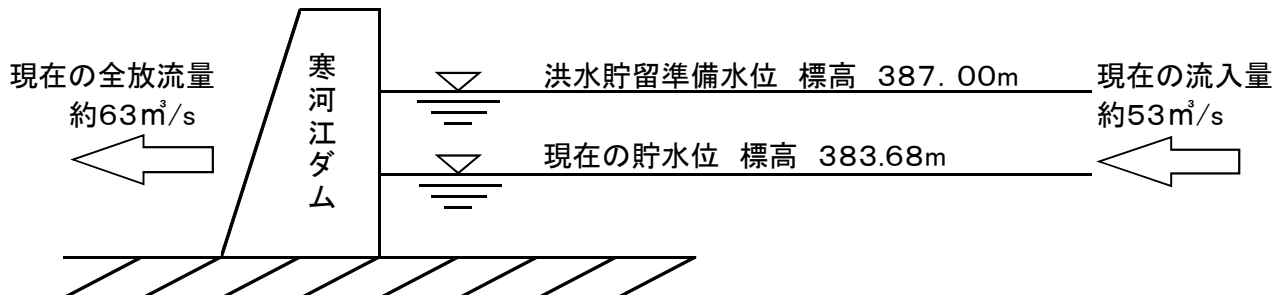 現在の全放流量
約63㎥/s
寒河江ダム
洪水貯留準備水位 標高 387.00m
現在の貯水位 標高 383.68m
現在の流入量
約53㎥/s